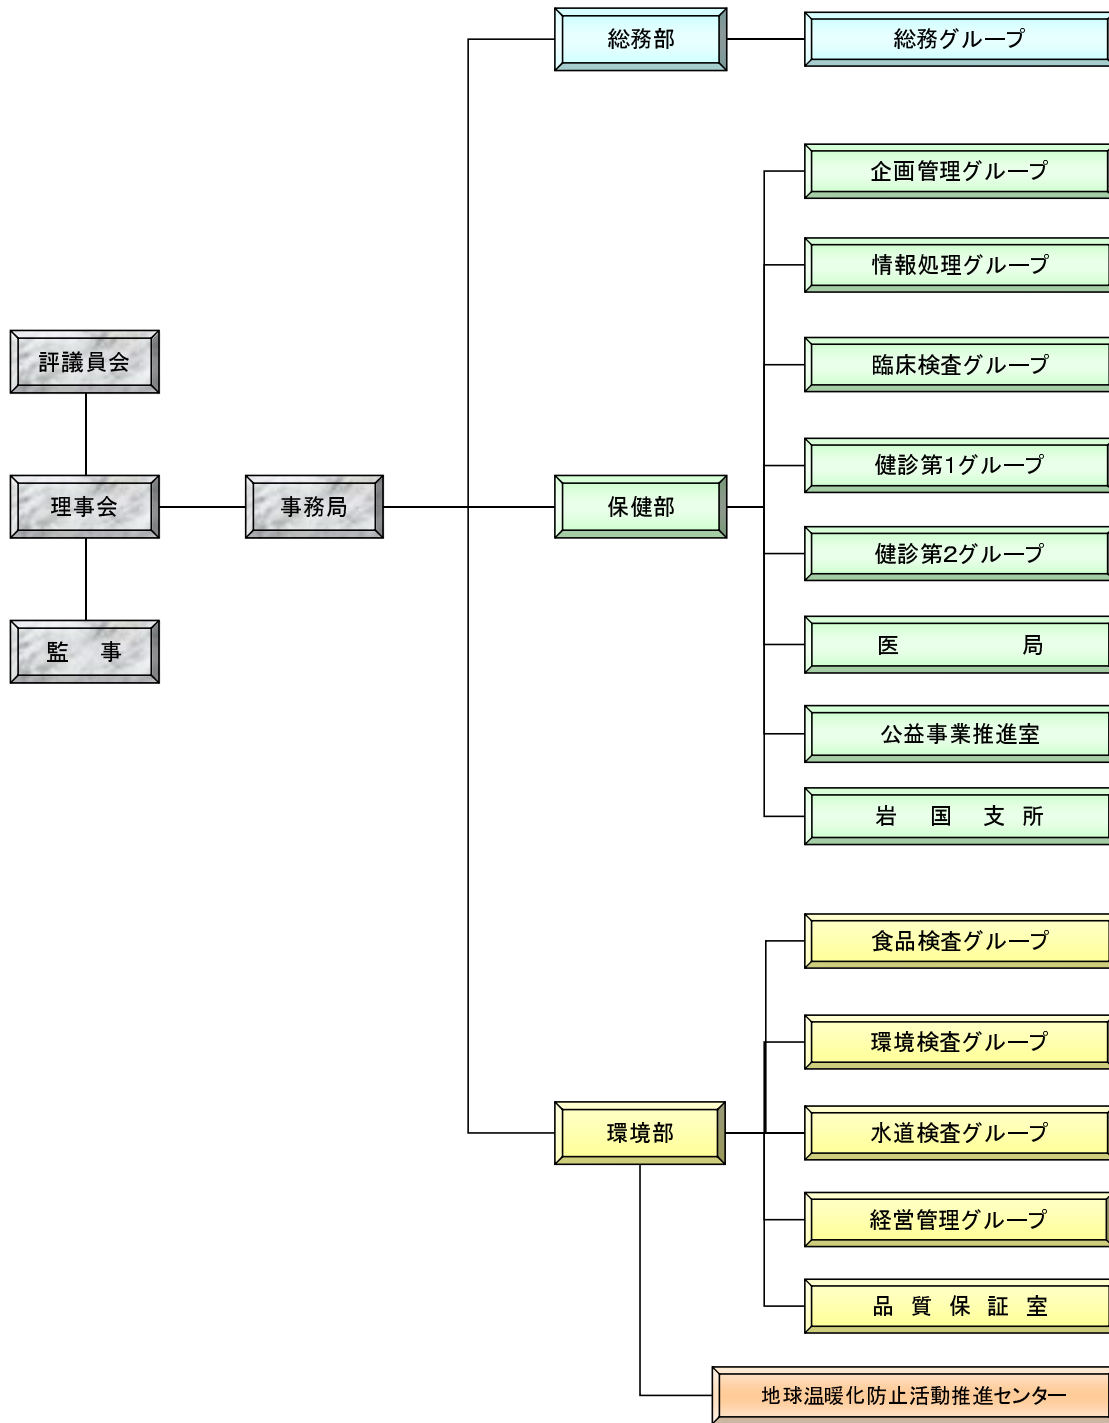 総務部
総務グループ
企画管理グループ
情報処理グループ
評議員会
臨床検査グループ
健診第1グループ
理事会
事務局
保健部
健診第2グループ
監　事
医　　　　　局
公益事業推進室
岩　国　支　所
食品検査グループ
環境検査グループ
環境部
水道検査グループ
経営管理グループ
品　質　保　証　室
地球温暖化防止活動推進センター